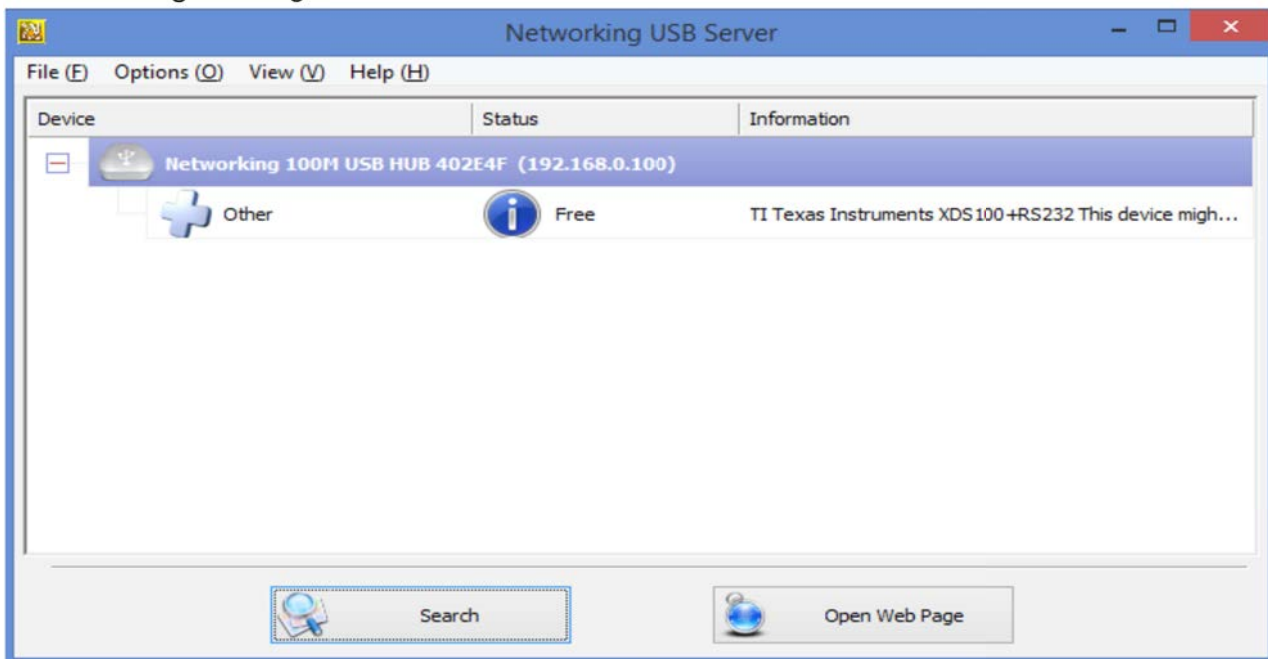 Networking USB Server
File (F) Options (O) View (V) Help (H)
Device Status Information
Networking 100M USB HUB 402E4F (192.168.0.100)
Other Free TI Texas Instruments XDS100+RS232 This device migh...
Search Open Web Page